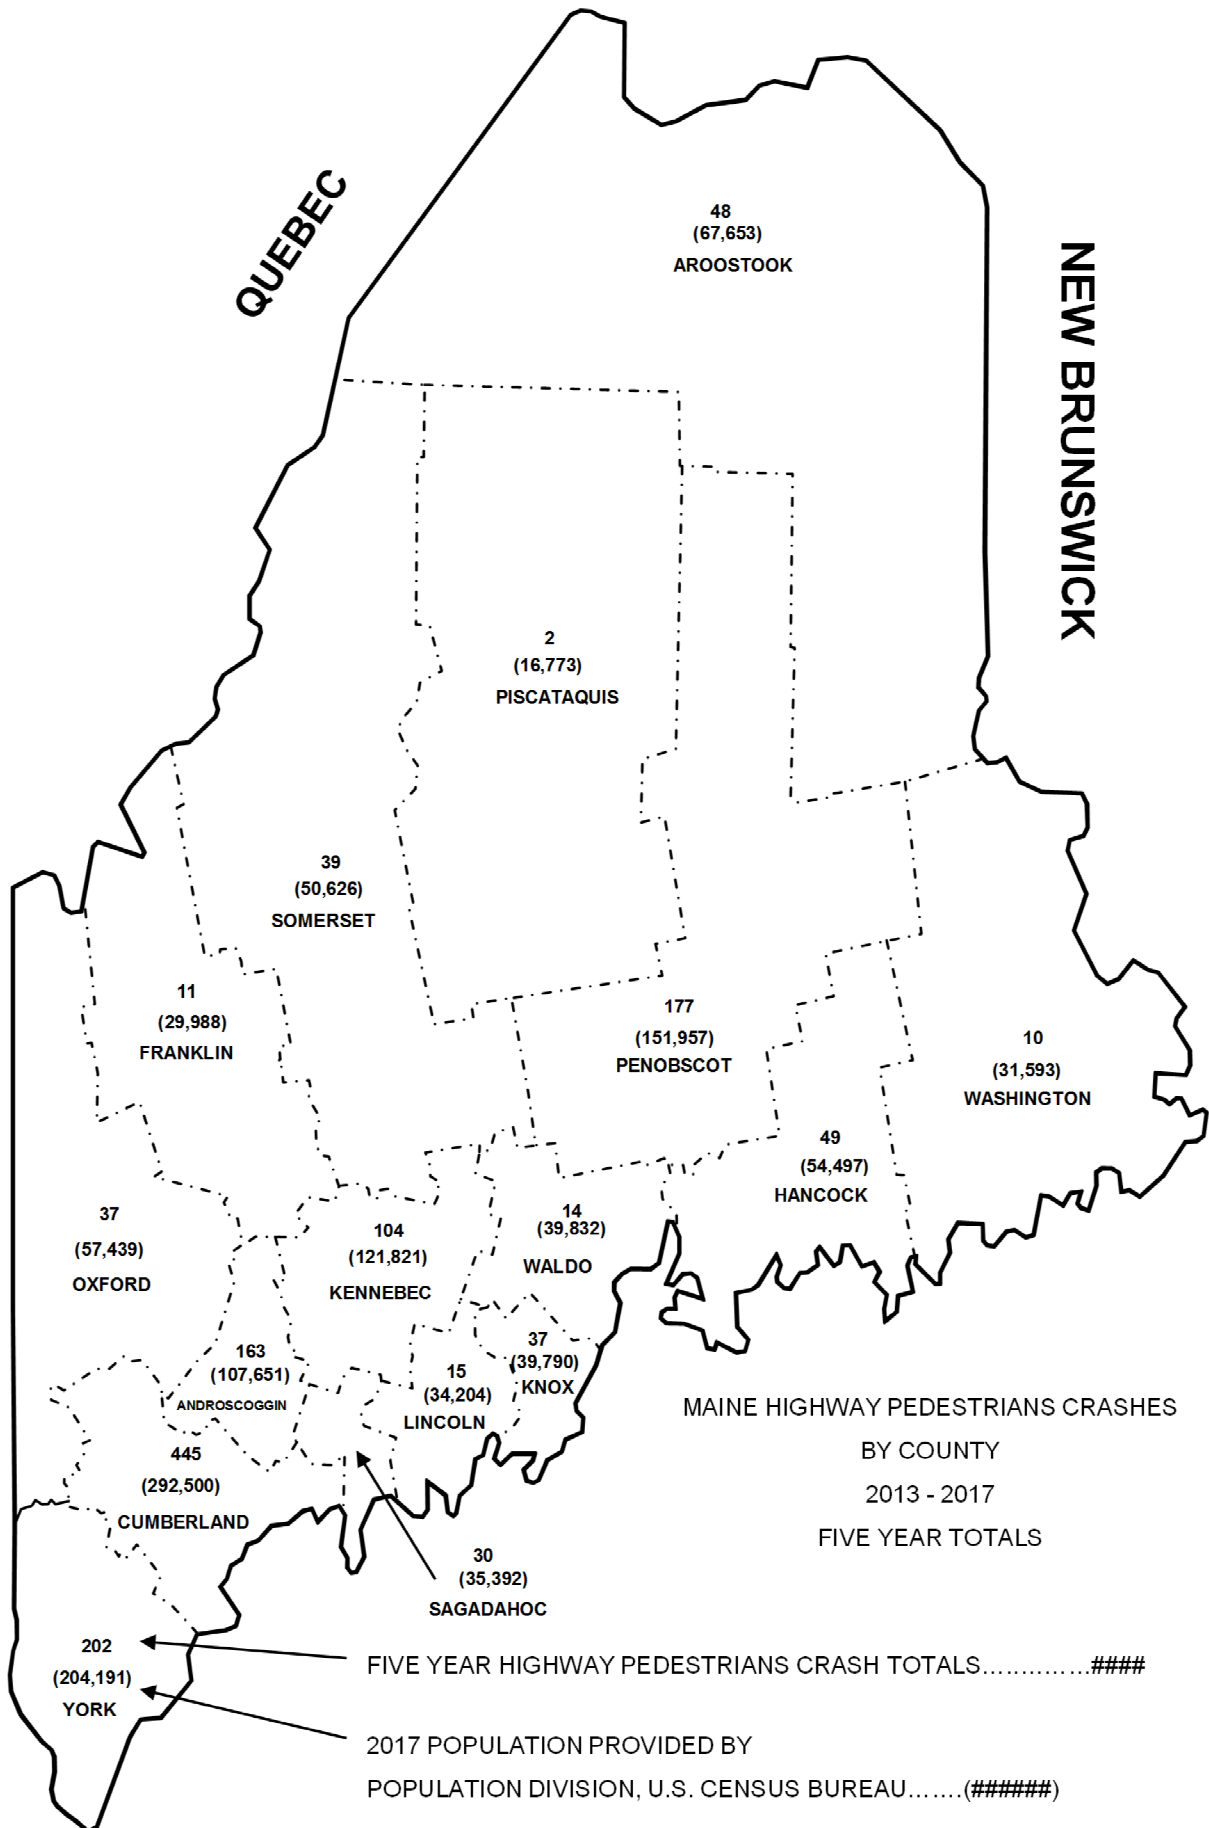 QUEBEC
NEW BRUNSWICK
48
(67,653)
AROOSTOOK
2
(16,773)
PISCATAQUIS
39
(50,626)
SOMERSET
11
(29,988)
FRANKLIN
177
(151,957)
PENOBSCOT
10
(31,593)
WASHINGTON
49
(54,497)
HANCOCK
37
(57,439)
OXFORD
104
(121,821)
KENNEBEC
14
(39,832)
WALDO
163
(107,651)
ANDROSCOGGIN
15
(34,204)
LINCOLN
37
(39,790)
KNOX
445
(292,500)
CUMBERLAND
30
(35,392)
SAGADAHOC
202
(204,191)
YORK
MAINE HIGHWAY PEDESTRIANS CRASHES
BY COUNTY
2013 - 2017
FIVE YEAR TOTALS
FIVE YEAR HIGHWAY PEDESTRIANS CRASH TOTALS………….####
2017 POPULATION PROVIDED BY
POPULATION DIVISION, U.S. CENSUS BUREAU…….(######)